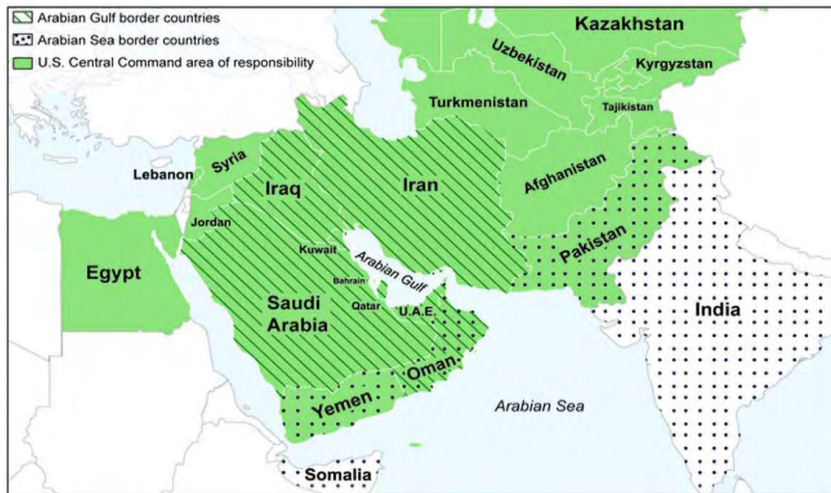 Arabian Gulf border countries
Arabian Sea border countries
U.S. Central Command area of responsibility
Kazakhstan
Uzbekistan
Kyrgyzstan
Turkmenistan
Tajikistan
Syria
Lebanon
Afghanistan
Iraq
Iran
Jordan
Kuwait
Pakistan
Arabian Gulf
Egypt
Bahrain
Saudi
Arabia
Qatar
U.A.E.
India
Oman
Yemen
Arabian Sea
Somalia